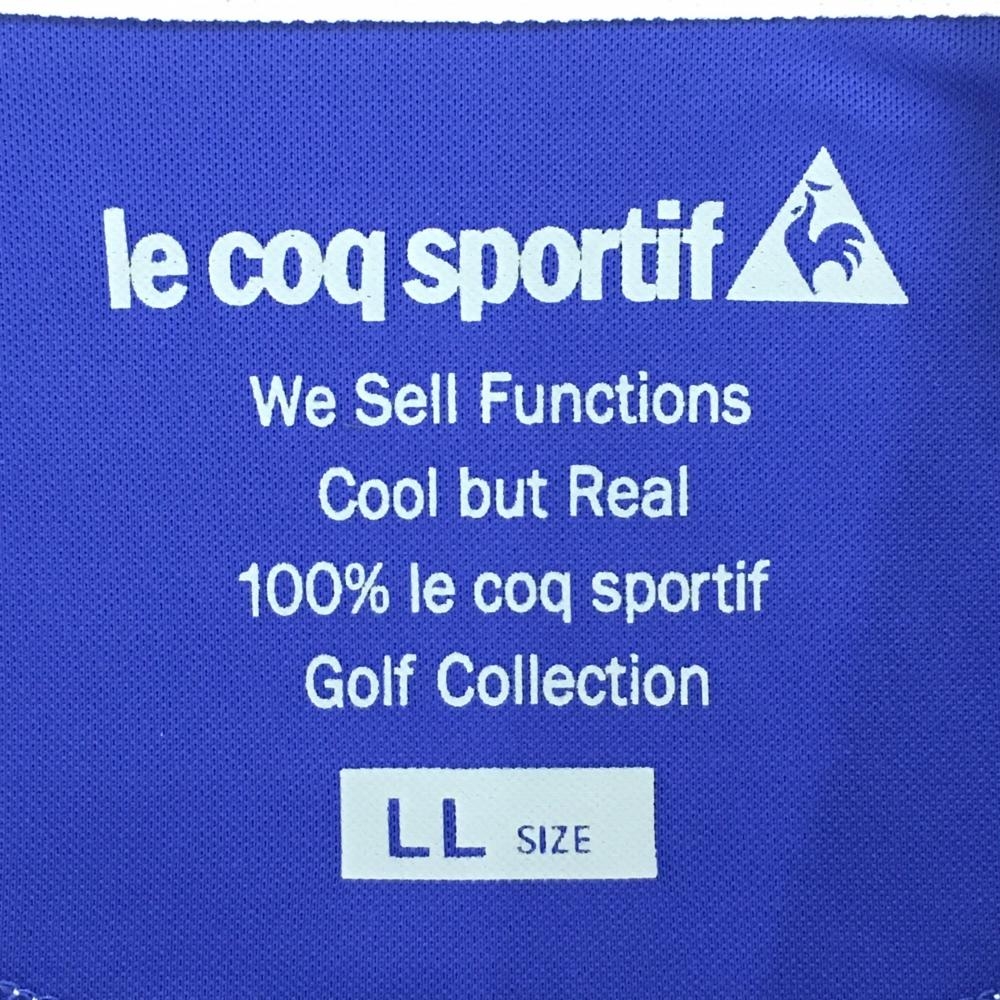 le coq sportif
We Sell Functions
Cool but Real
100% le coq sportif
Golf Collection
LL SIZE